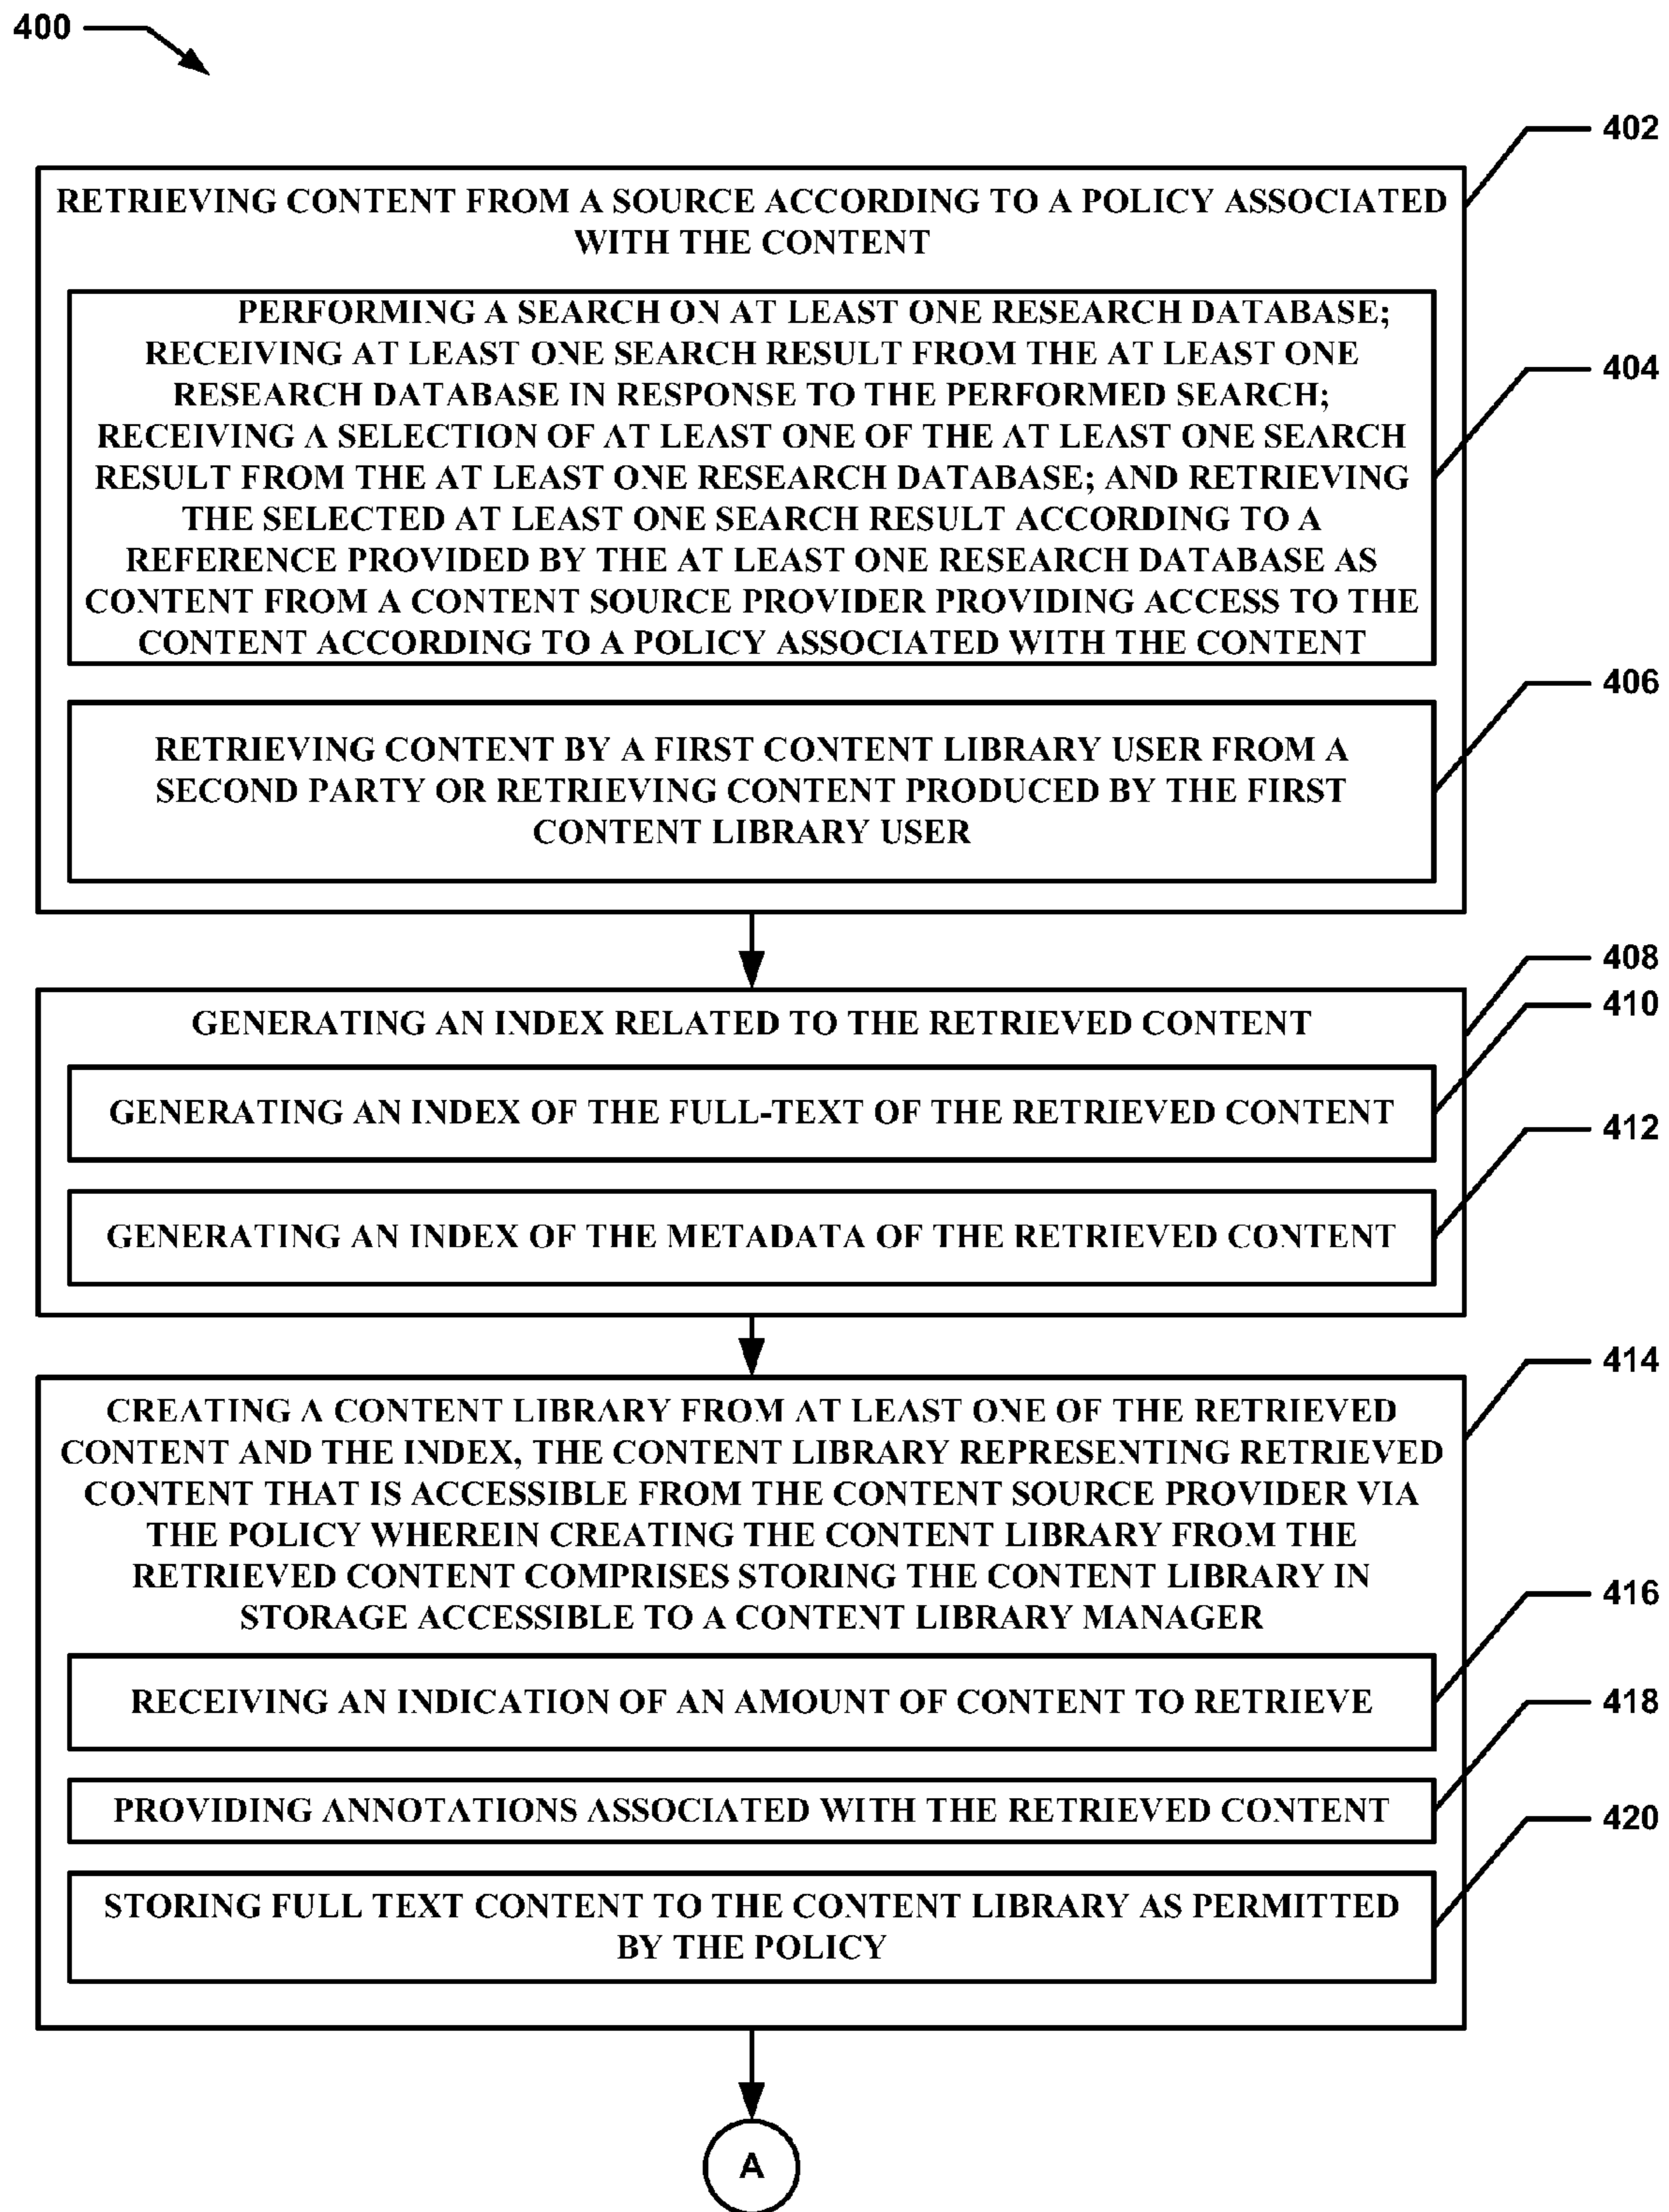 400
402
RETRIEVING CONTENT FROM A SOURCE ACCORDING TO A POLICY ASSOCIATED
WITH THE CONTENT
PERFORMING A SEARCH ON AT LEAST ONE RESEARCH DATABASE;
RECEIVING AT LEAST ONE SEARCH RESULT FROM THE AT LEAST ONE
RESEARCH DATABASE IN RESPONSE TO THE PERFORMED SEARCH;
RECEIVING A SELECTION OF AT LEAST ONE OF THE AT LEAST ONE SEARCH
RESULT FROM THE AT LEAST ONE RESEARCH DATABASE; AND RETRIEVING
THE SELECTED AT LEAST ONE SEARCH RESULT ACCORDING TO A
REFERENCE PROVIDED BY THE AT LEAST ONE RESEARCH DATABASE AS
CONTENT FROM A CONTENT SOURCE PROVIDER PROVIDING ACCESS TO THE
CONTENT ACCORDING TO A POLICY ASSOCIATED WITH THE CONTENT
404
406
RETRIEVING CONTENT BY A FIRST CONTENT LIBRARY USER FROM A
SECOND PARTY OR RETRIEVING CONTENT PRODUCED BY THE FIRST
CONTENT LIBRARY USER
408
GENERATING AN INDEX RELATED TO THE RETRIEVED CONTENT
410
GENERATING AN INDEX OF THE FULL-TEXT OF THE RETRIEVED CONTENT
412
GENERATING AN INDEX OF THE METADATA OF THE RETRIEVED CONTENT
414
CREATING A CONTENT LIBRARY FROM AT LEAST ONE OF THE RETRIEVED
CONTENT AND THE INDEX, THE CONTENT LIBRARY REPRESENTING RETRIEVED
CONTENT THAT IS ACCESSIBLE FROM THE CONTENT SOURCE PROVIDER VIA
THE POLICY WHEREIN CREATING THE CONTENT LIBRARY FROM THE
RETRIEVED CONTENT COMPRISES STORING THE CONTENT LIBRARY IN
STORAGE ACCESSIBLE TO A CONTENT LIBRARY MANAGER
416
RECEIVING AN INDICATION OF AN AMOUNT OF CONTENT TO RETRIEVE
418
PROVIDING ANNOTATIONS ASSOCIATED WITH THE RETRIEVED CONTENT
420
STORING FULL TEXT CONTENT TO THE CONTENT LIBRARY AS PERMITTED
BY THE POLICY
A